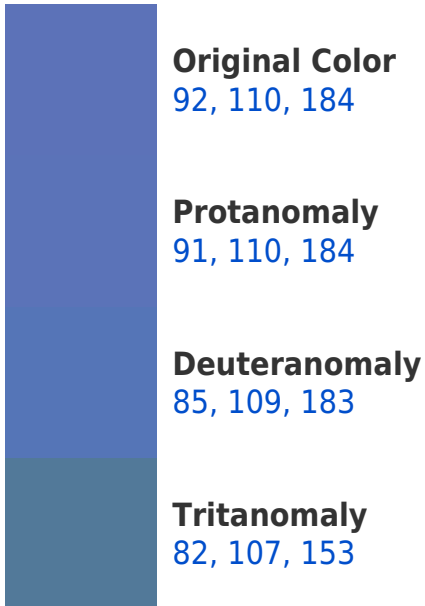 Original Color
92, 110, 184
Protanomaly
91, 110, 184
Deuteranomaly
85, 109, 183
Tritanomaly
82, 107, 153